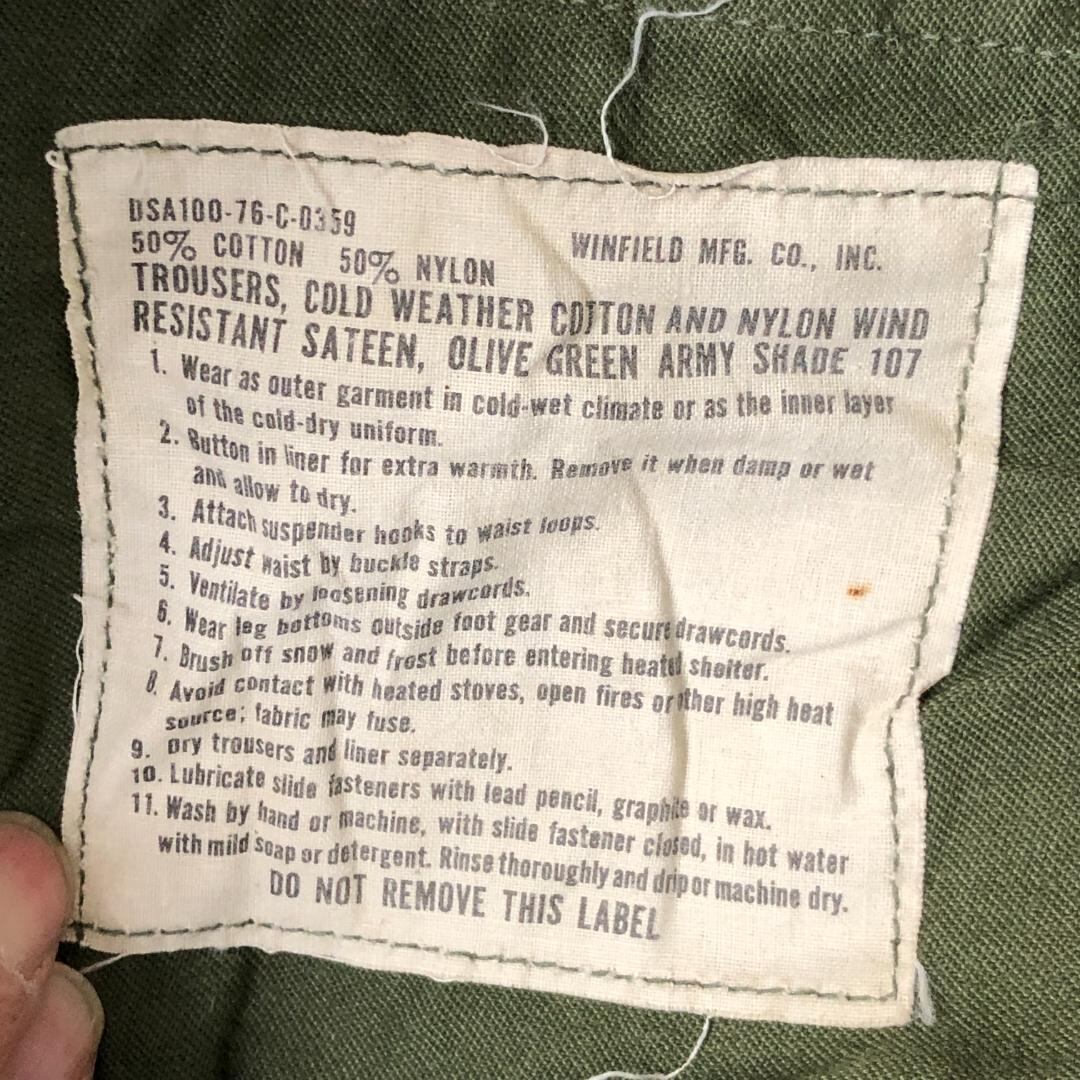 DSA100-76-C-0359
50% COTTON 50% NYLON WINFIELD MFG. CO., INC.
TROUSERS, COLD WEATHER COTTON AND NYLON WIND
RESISTANT SATEEN, OLIVE GREEN ARMY SHADE 107
1. Wear as outer garment in cold-wet climate or as the inner layer
of the cold-dry uniform.
2. Button in liner for extra warmth. Remove it when damp or wet
and allow to dry.
3. Attach suspender hooks to waist loops.
4. Adjust waist by buckle straps.
5. Ventilate by loosening drawcords.
6. Wear leg bottoms outside foot gear and secure drawcords.
7. Brush off snow and frost before entering heated shelter.
8. Avoid contact with heated stoves, open fires or other high heat
source; fabric may fuse.
9. Dry trousers and liner separately.
10. Lubricate slide fasteners with lead pencil, graphite or wax.
11. Wash by hand or machine, with slide fastener closed, in hot water
with mild soap or detergent. Rinse thoroughly and drip or machine dry.
DO NOT REMOVE THIS LABEL